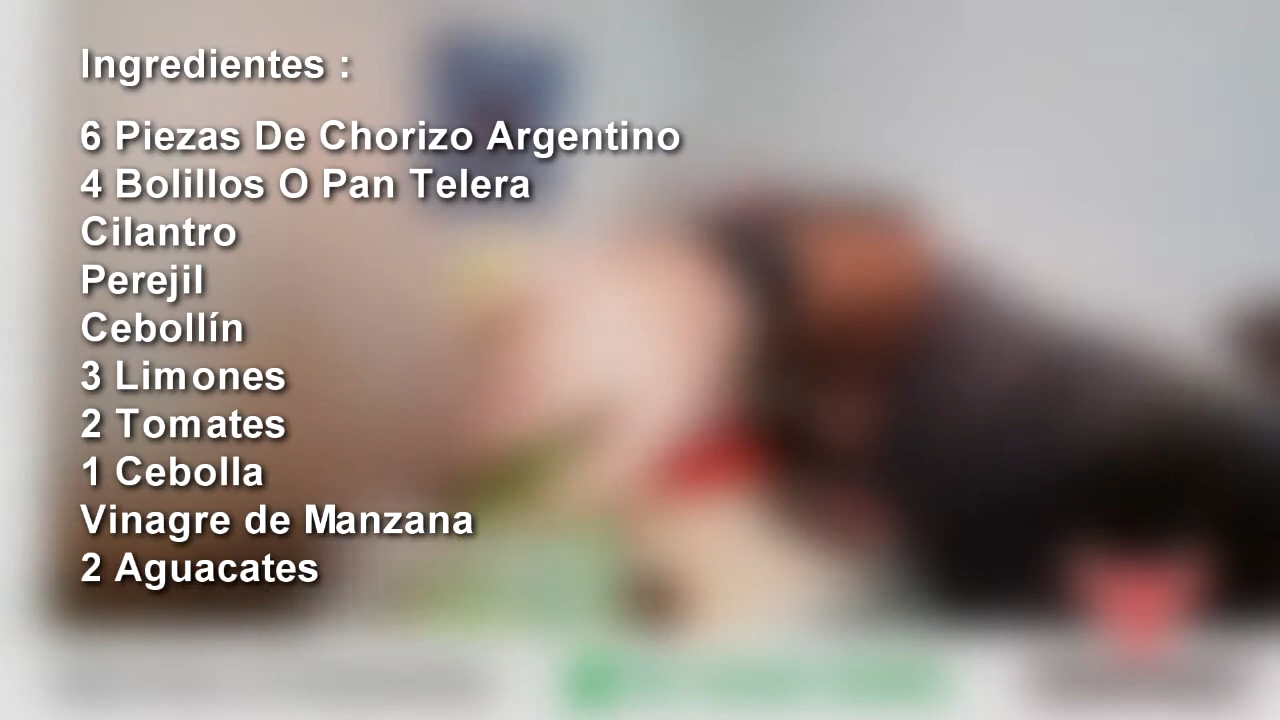 Ingredientes :
6 Piezas De Chorizo Argentino
4 Bolillos O Pan Telera
Cilantro
Perejil
Cebollín
3 Limones
2 Tomates
1 Cebolla
Vinagre de Manzana
2 Aguacates